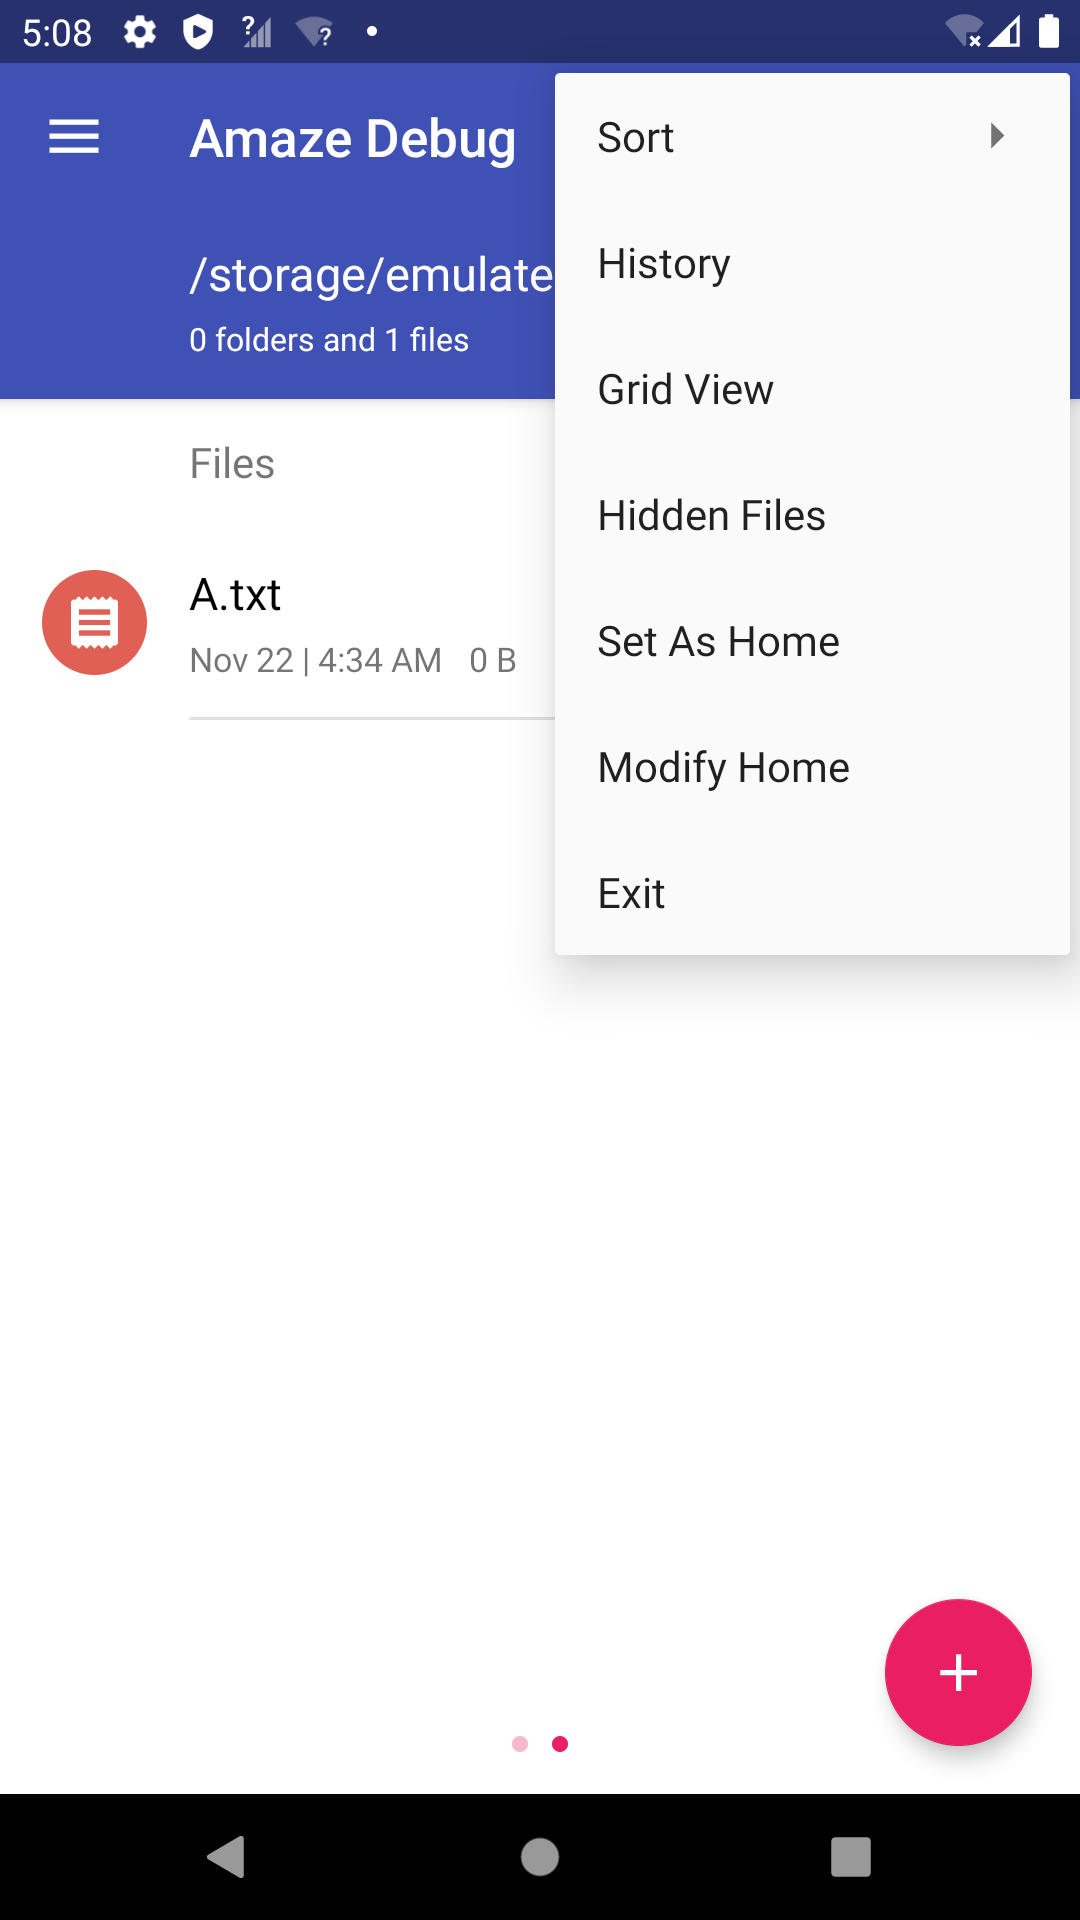 5:08
Amaze Debug
/storage/emulate
0 folders and 1 files
Sort
History
Grid View
Hidden Files
Set As Home
Modify Home
Exit
Files
A.txt
Nov 22 | 4:34 AM 0 B